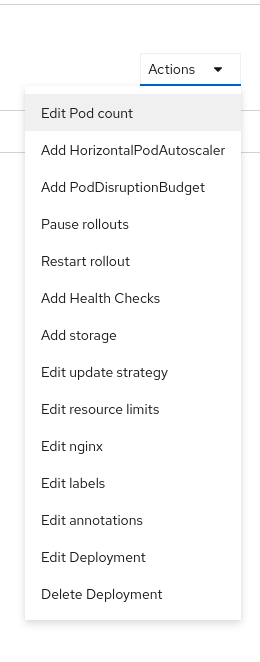 Actions
Edit Pod count
Add HorizontalPodAutoscaler
Add PodDisruptionBudget
Pause rollouts
Restart rollout
Add Health Checks
Add storage
Edit update strategy
Edit resource limits
Edit nginx
Edit labels
Edit annotations
Edit Deployment
Delete Deployment